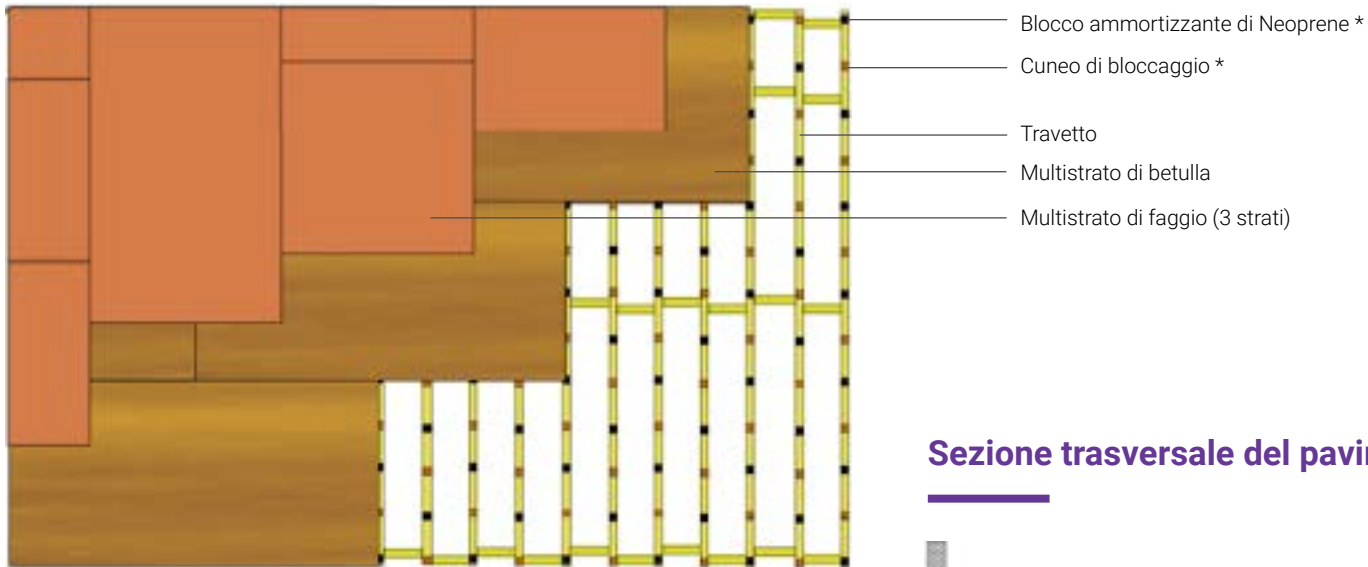 Blocco ammortizzante di Neoprene *
Cuneo di bloccaggio *
Travetto
Multistrato di betulla
Multistrato di faggio (3 strati)
Sezione trasversale del pavi